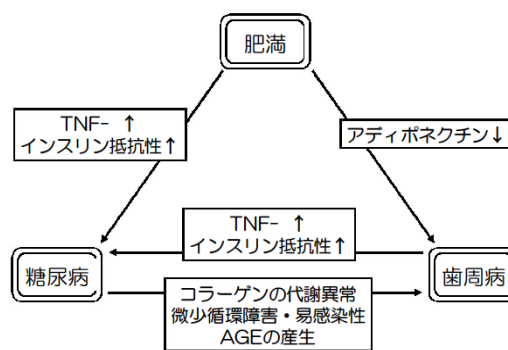 肥満
TNF- ↑
インスリン抵抗性↑
アディポネクチン↓
TNF- ↑
インスリン抵抗性↑
糖尿病
歯周病
コラーゲンの代謝異常
微少循環障害・易感染性
AGEの産生